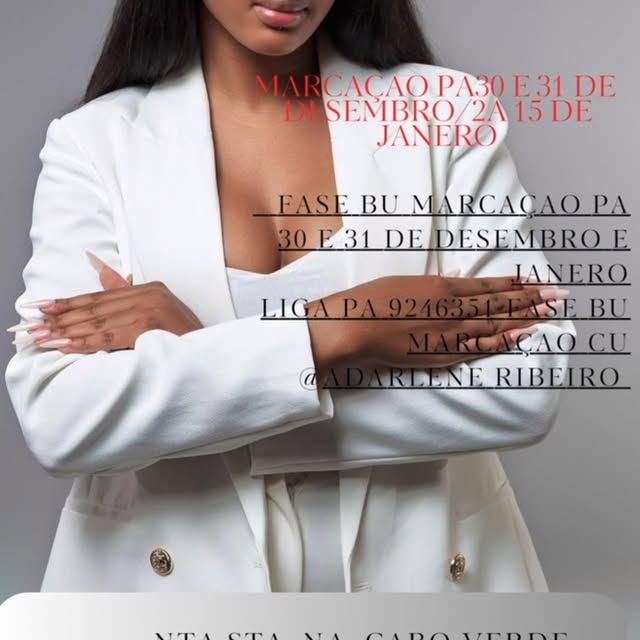 MARCAÇAO PA30 E 31 DE
DESEMBRO/2A 15 DE
JANERO
FASE BU MARCAÇAO PA
30 E 31 DE DESEMBRO E
JANERO
LIGA PA 9246351 FASE BU
MARCAÇAO CU
@ADARLENE RIBEIRO
NTA STA NA CABO VERDE